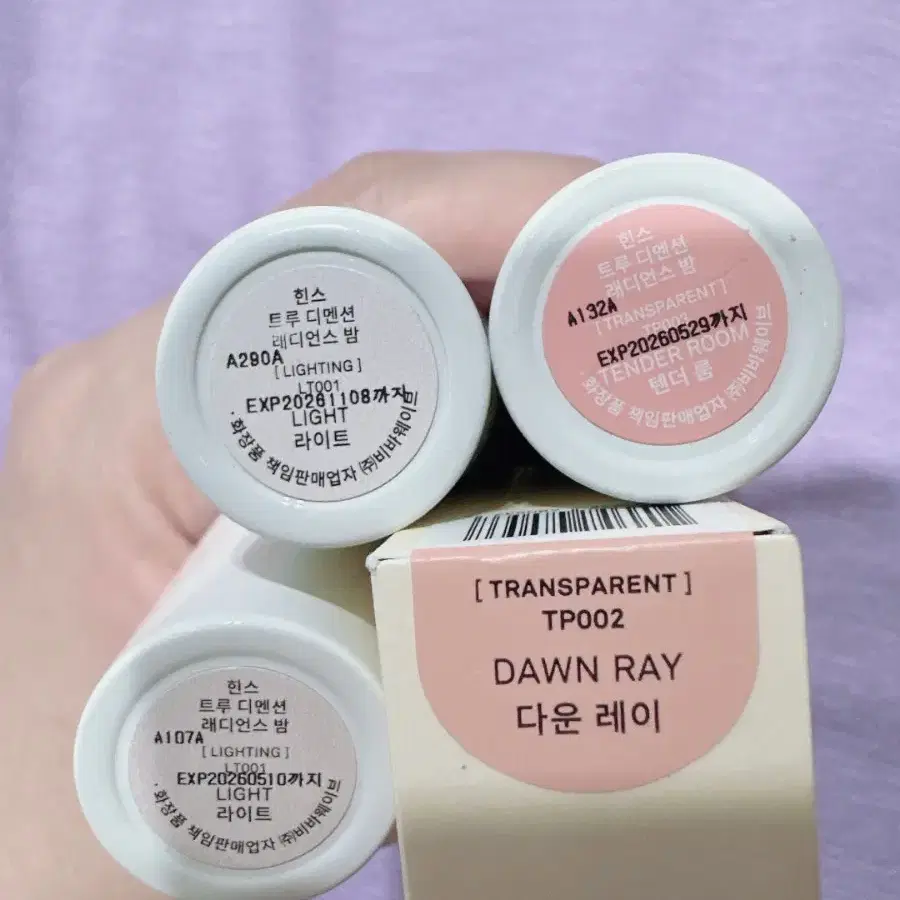 힌스
트루 디멘션
래디언스 밤
A290A
[ LIGHTING ]
LT001
EXP20261108까지
LIGHT
라이트
· 화장품 책임판매업자 ㈜비바웨이브
힌스
트루 디멘션
래디언스 밤
A132A
[ TRANSPARENT ]
TP003
EXP20260529까지
TENDER ROOM
텐더 룸
· 화장품 책임판매업자 ㈜비바웨이브
[ TRANSPARENT ]
TP002
DAWN RAY
다운 레이
힌스
트루 디멘션
래디언스 밤
A107A
[ LIGHTING ]
LT001
EXP20260510까지
LIGHT
라이트
· 화장품 책임판매업자 ㈜비바웨이브